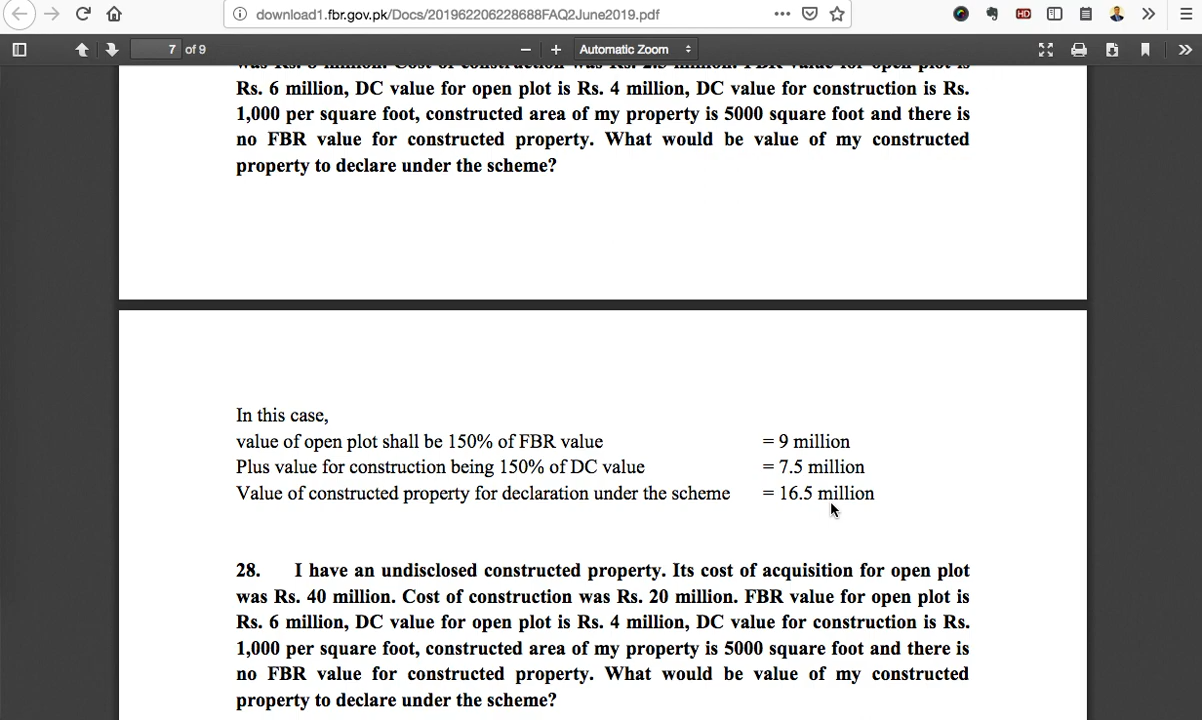 download1.fbr.gov.pk/Docs/201962206228688FAQ2June2019.pdf
HD
7 of 9
Automatic Zoom
Rs. 6 million, DC value for open plot is Rs. 4 million, DC value for construction is Rs.
1,000 per square foot, constructed area of my property is 5000 square foot and there is
no FBR value for constructed property. What would be value of my constructed
property to declare under the scheme?
In this case,
value of open plot shall be 150% of FBR value = 9 million
Plus value for construction being 150% of DC value = 7.5 million
Value of constructed property for declaration under the scheme = 16.5 million
28. I have an undisclosed constructed property. Its cost of acquisition for open plot
was Rs. 40 million. Cost of construction was Rs. 20 million. FBR value for open plot is
Rs. 6 million, DC value for open plot is Rs. 4 million, DC value for construction is Rs.
1,000 per square foot, constructed area of my property is 5000 square foot and there is
no FBR value for constructed property. What would be value of my constructed
property to declare under the scheme?